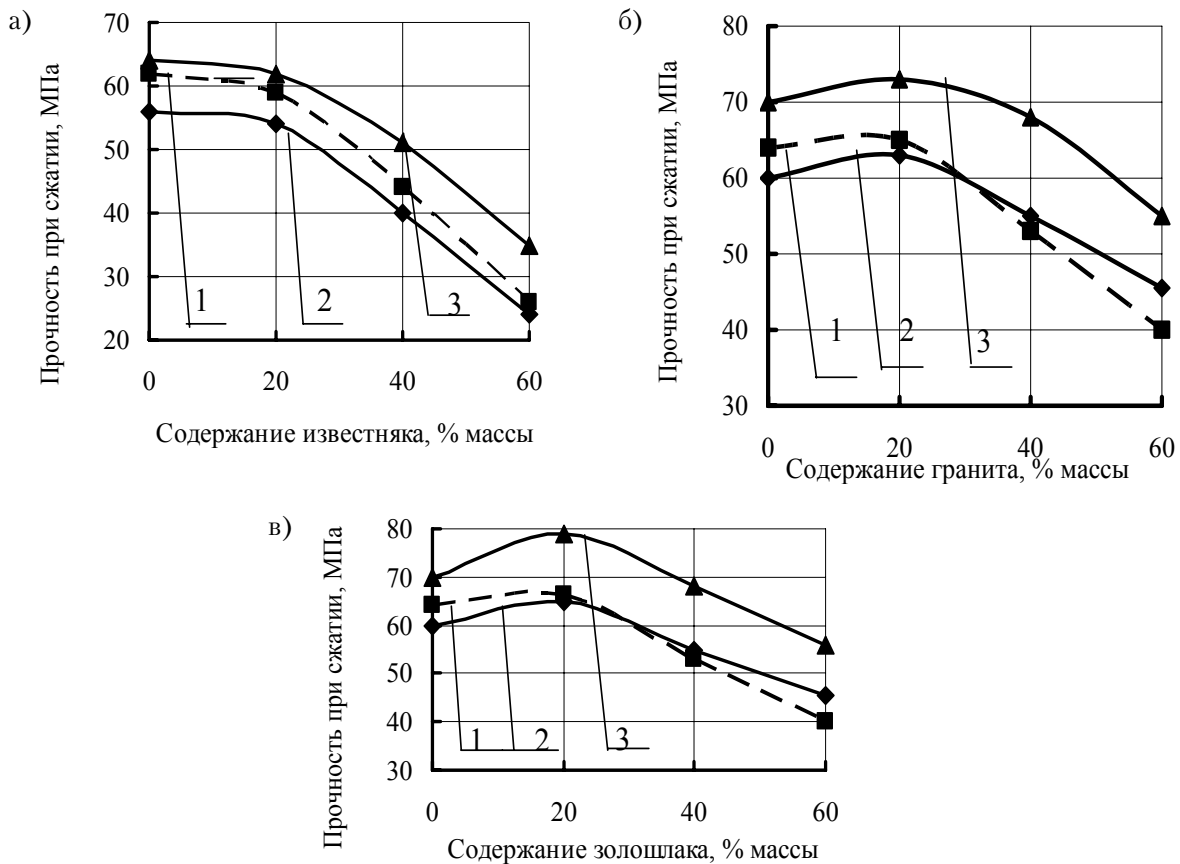 а)
Прочность при сжатии, МПа
70
60
50
40
30
20
1
2
3
0 20 40 60
Содержание известняка, % массы
б)
Прочность при сжатии, МПа
80
70
60
50
40
30
1
2
3
0 20 40 60
Содержание гранита, % массы
в)
Прочность при сжатии, МПа
80
70
60
50
40
30
1
2
3
0 20 40 60
Содержание золошлака, % массы